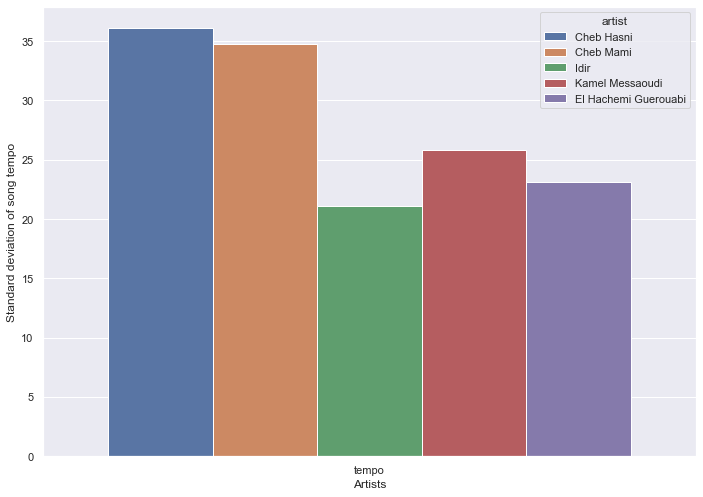 artist
Cheb Hasni
Cheb Mami
Idir
Kamel Messaoudi
El Hachemi Guerouabi
Standard deviation of song tempo
35
30
25
20
15
10
5
0
tempo
Artists